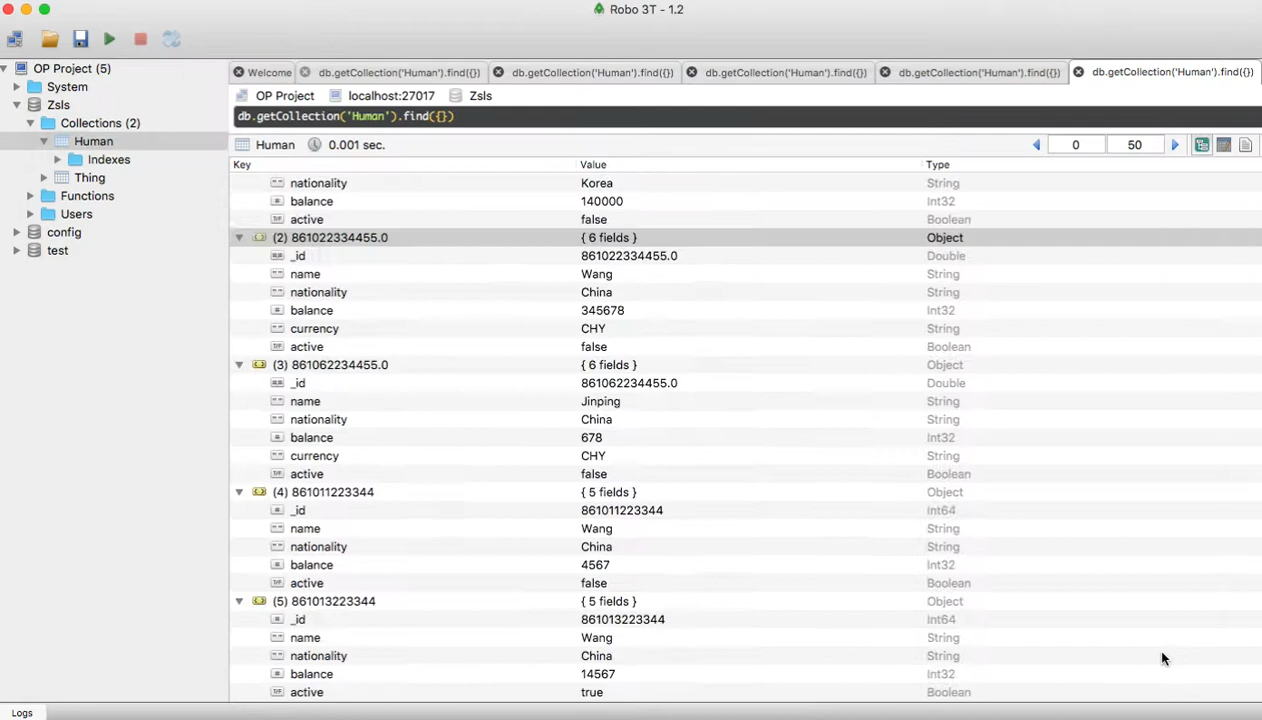 Robo 3T - 1.2
OP Project (5)
System
Zsls
Collections (2)
Human
Indexes
Thing
Functions
Users
config
test
Welcome db.getCollection('Human').find({}) db.getCollection('Human').find({}) db.getCollection('Human').find({}) db.getCollection('Human').find({}) db.getCollection('Human').find({})
OP Project localhost:27017 Zsls
db.getCollection('Human').find({})
Human 0.001 sec. 0 50
Key Value Type
nationality Korea String
balance 140000 Int32
active false Boolean
(2) 861022334455.0 { 6 fields } Object
_id 861022334455.0 Double
name Wang String
nationality China String
balance 345678 Int32
currency CHY String
active false Boolean
(3) 861062234455.0 { 6 fields } Object
_id 861062234455.0 Double
name Jinping String
nationality China String
balance 678 Int32
currency CHY String
active false Boolean
(4) 861011223344 { 5 fields } Object
_id 861011223344 Int64
name Wang String
nationality China String
balance 4567 Int32
active false Boolean
(5) 861013223344 { 5 fields } Object
_id 861013223344 Int64
name Wang String
nationality China String
balance 14567 Int32
active true Boolean
Logs